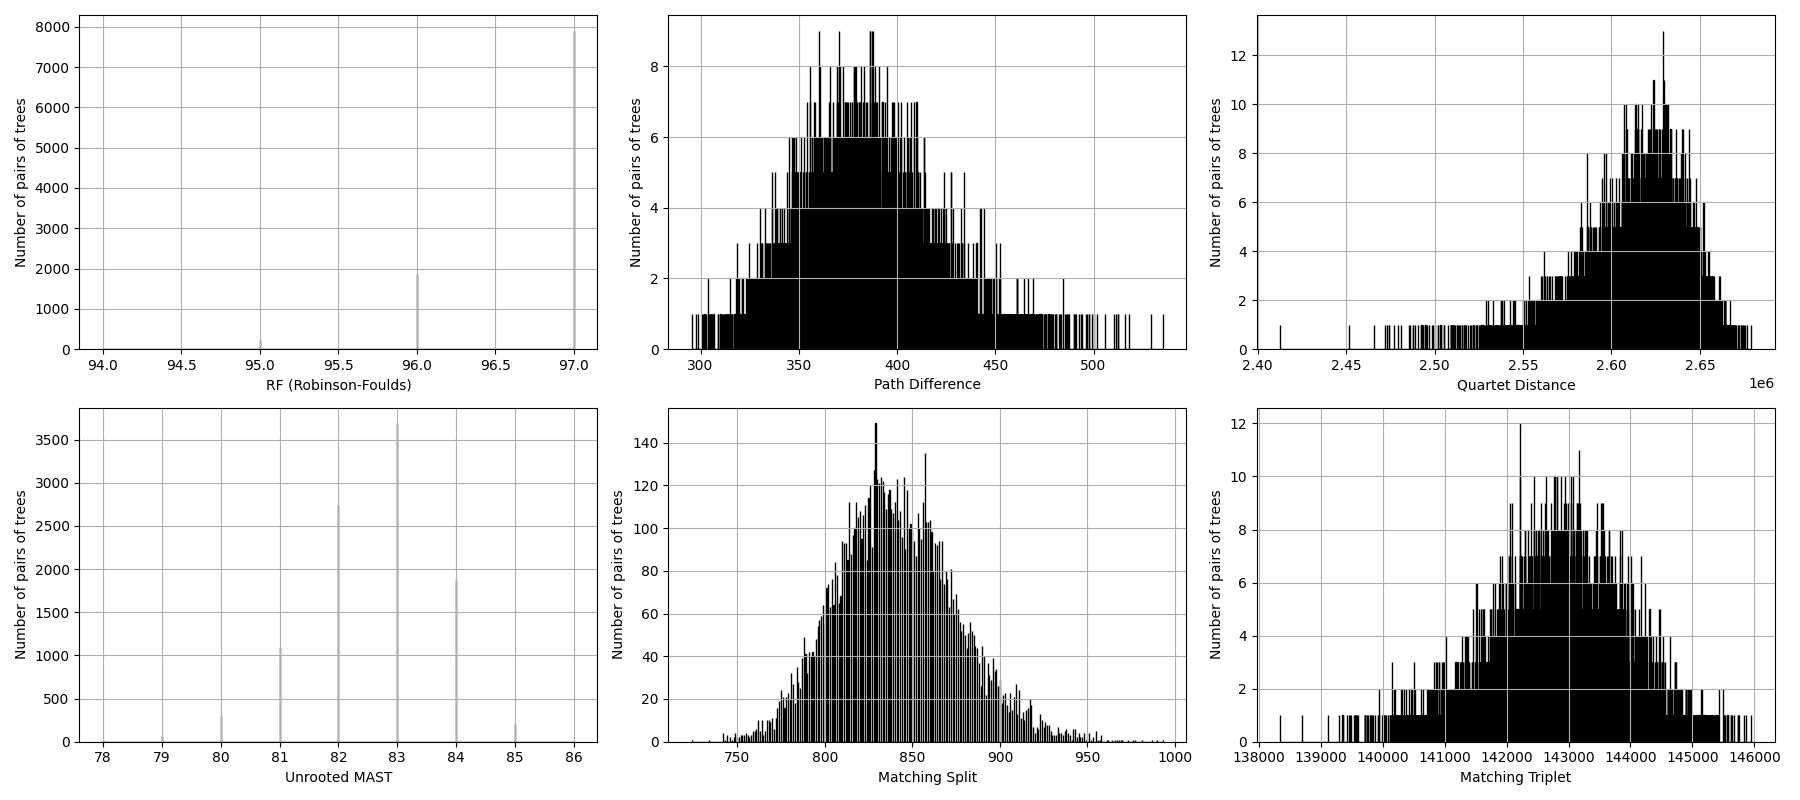 Number of pairs of trees
8000
7000
6000
5000
4000
3000
2000
1000
0
94.0 94.5 95.0 95.5 96.0 96.5 97.0
RF (Robinson-Foulds)
Number of pairs of trees
8
6
4
2
0
300 350 400 450 500
Path Difference
Number of pairs of trees
12
10
8
6
4
2
0
2.40 2.45 2.50 2.55 2.60 2.65
1e6
Quartet Distance
Number of pairs of trees
3500
3000
2500
2000
1500
1000
500
0
78 79 80 81 82 83 84 85 86
Unrooted MAST
Number of pairs of trees
140
120
100
80
60
40
20
0
750 800 850 900 950 1000
Matching Split
Number of pairs of trees
12
10
8
6
4
2
0
138000 139000 140000 141000 142000 143000 144000 145000 146000
Matching Triplet